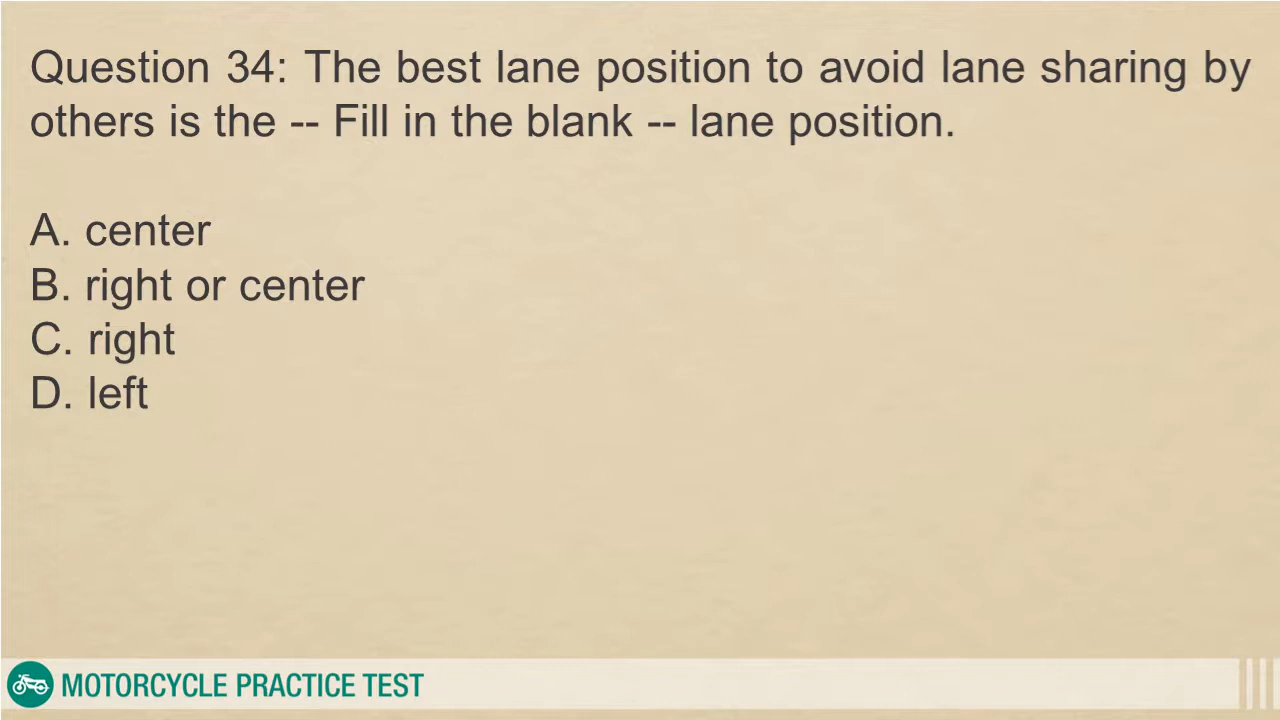 Question 34: The best lane position to avoid lane sharing by
others is the -- Fill in the blank -- lane position.
A. center
B. right or center
C. right
D. left
MOTORCYCLE PRACTICE TEST